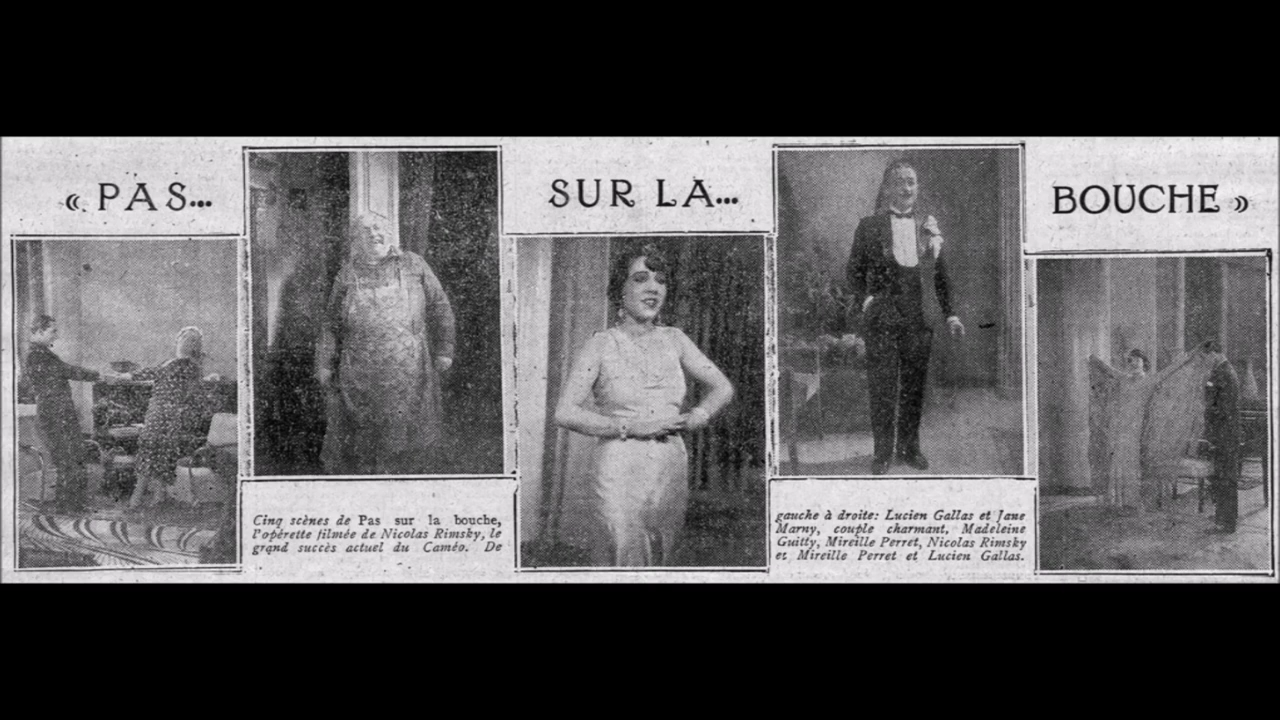 « PAS...
SUR LA...
BOUCHE »
Cinq scènes de Pas sur la bouche,
l'opérette filmée de Nicolas Rimsky, le
grand succès actuel du Caméo. De
gauche à droite: Lucien Gallas et Jane
Marny, couple charmant, Madeleine
Guitty, Mireille Perret, Nicolas Rimsky
et Mireille Perret et Lucien Gallas.